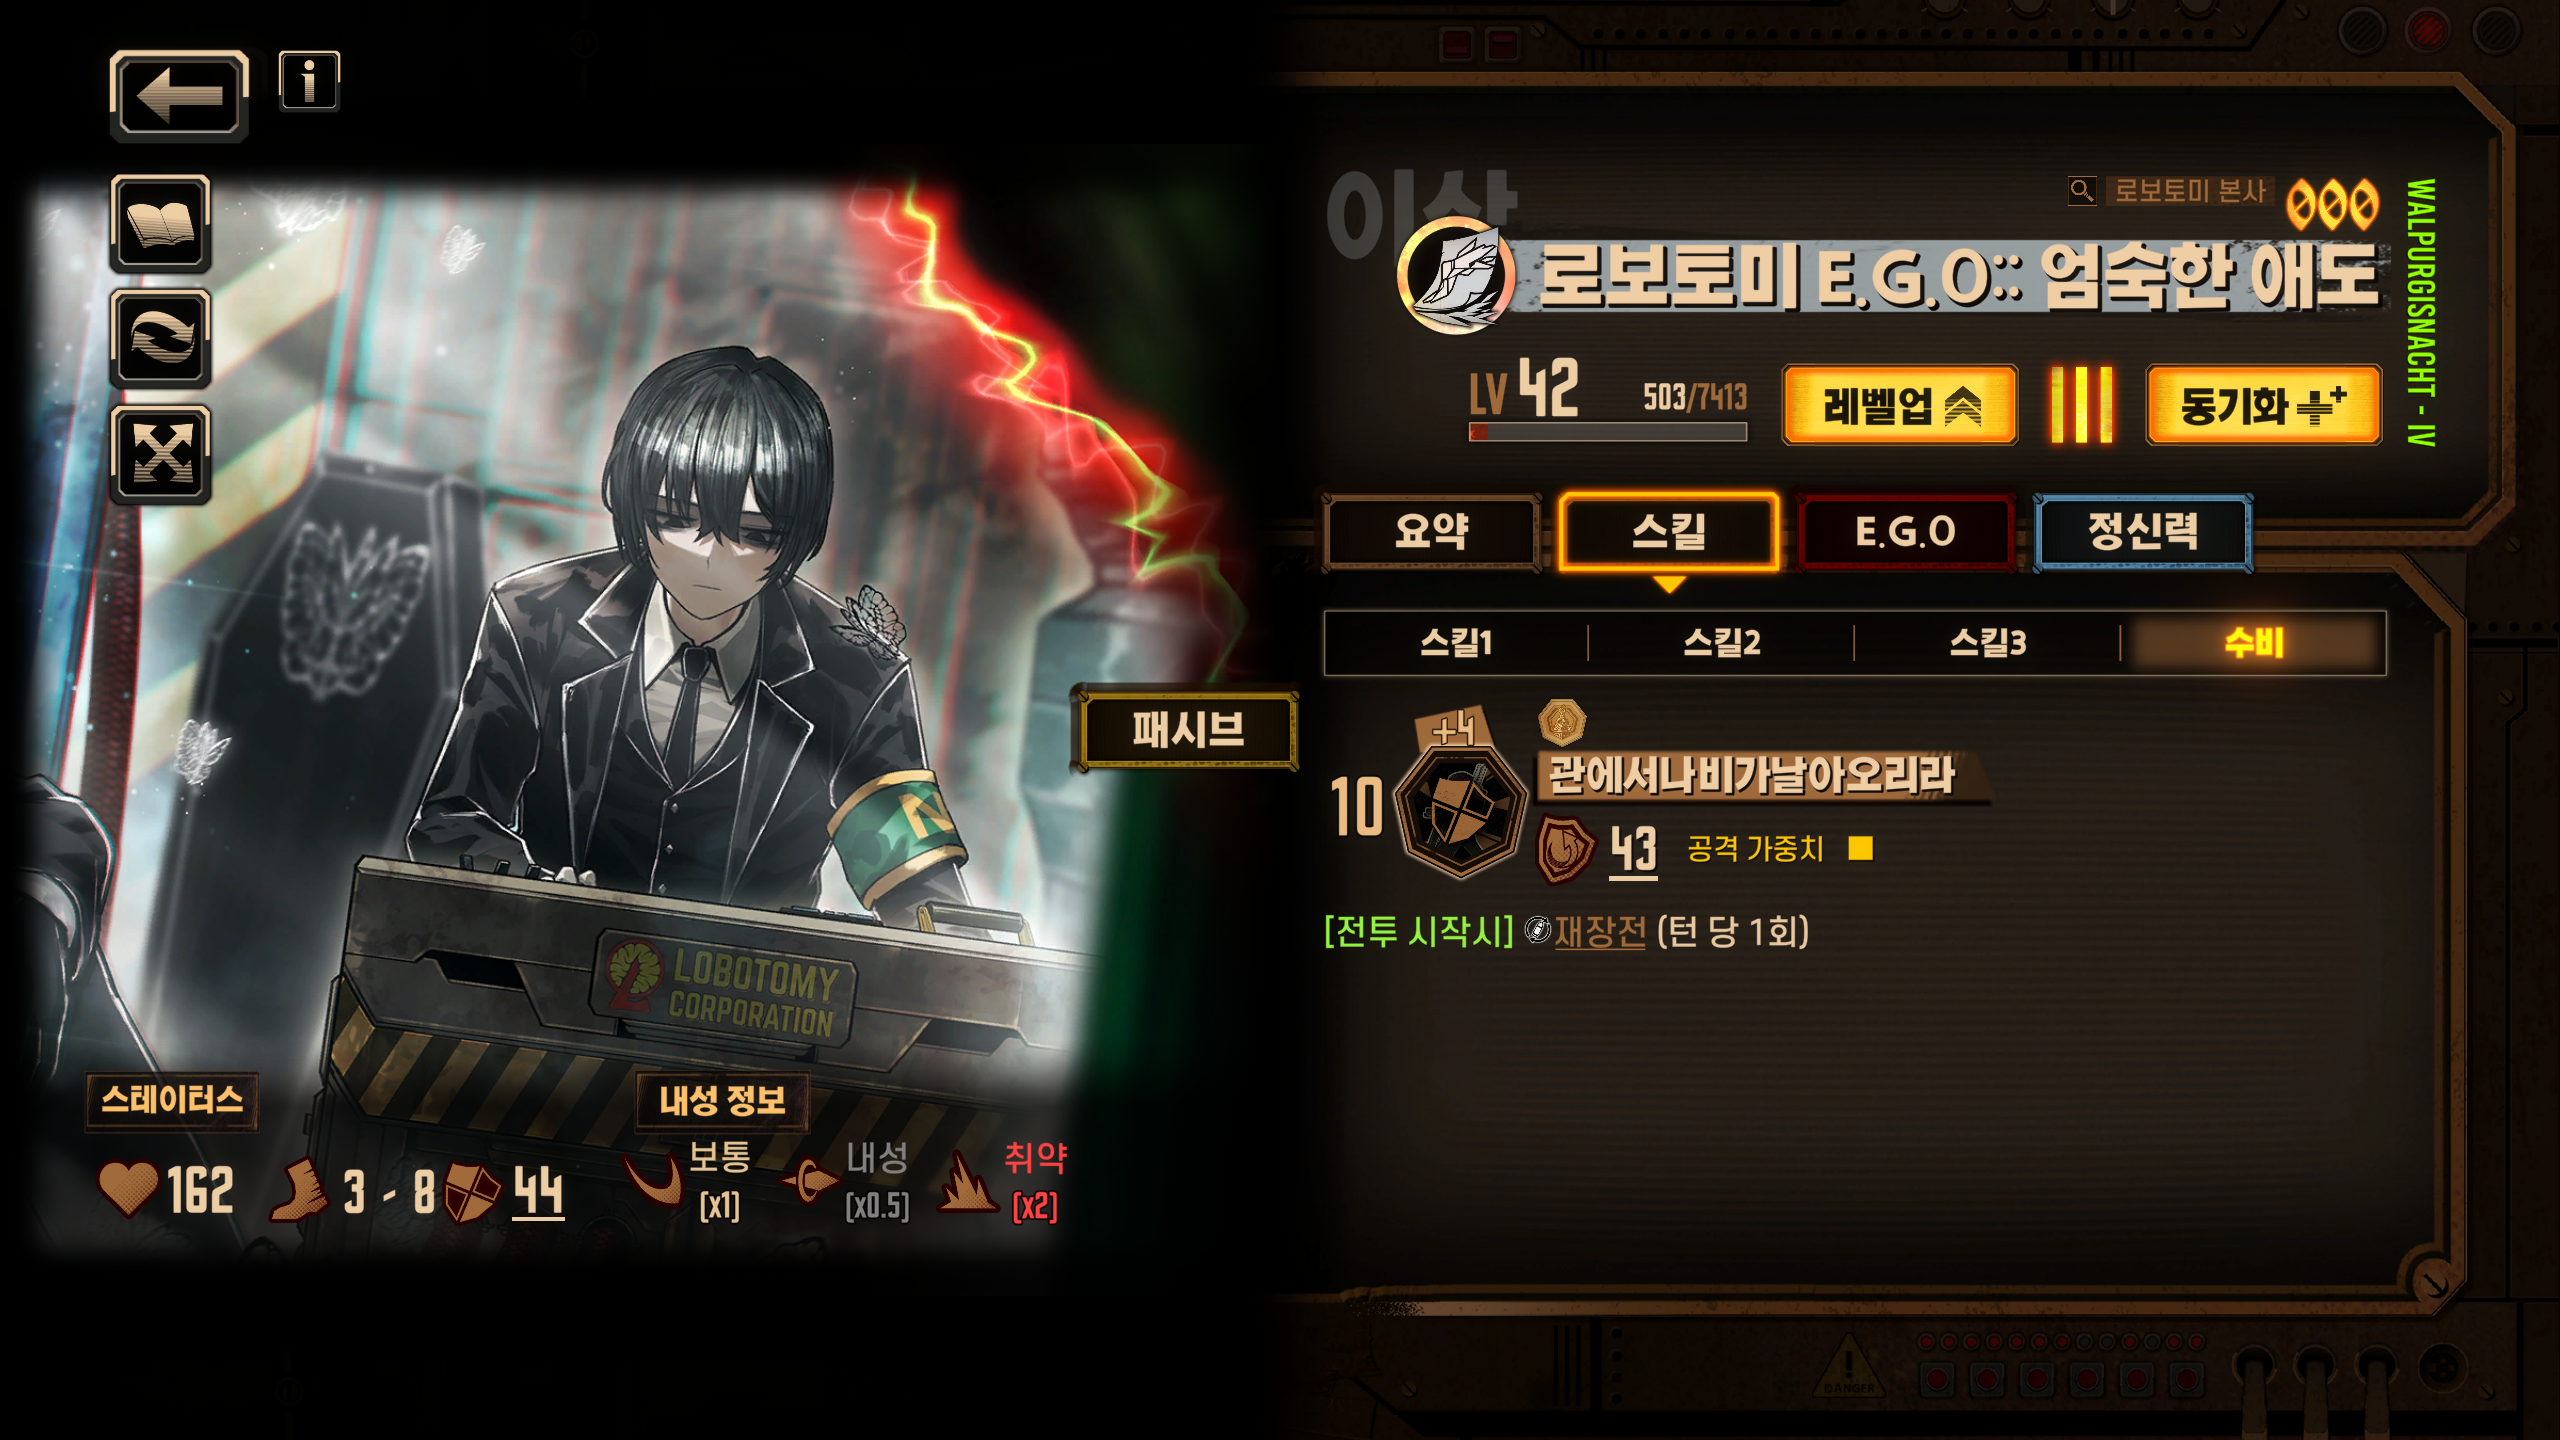 이상
로보토미 본사
로보토미 E.G.O:: 엄숙한 애도
WALPURGISNACHT - IV
LV 42
503/7413
레벨업
동기화
요약
스킬
E.G.O
정신력
스킬1
스킬2
스킬3
수비
패시브
+4
10
관에서나비가날아오리라
43
공격 가중치
[전투 시작시] 재장전 (턴 당 1회)
N
LOBOTOMY
CORPORATION
스테이터스
162
3 - 8
44
내성 정보
보통
[x1]
내성
[x0.5]
취약
[x2]
DANGER